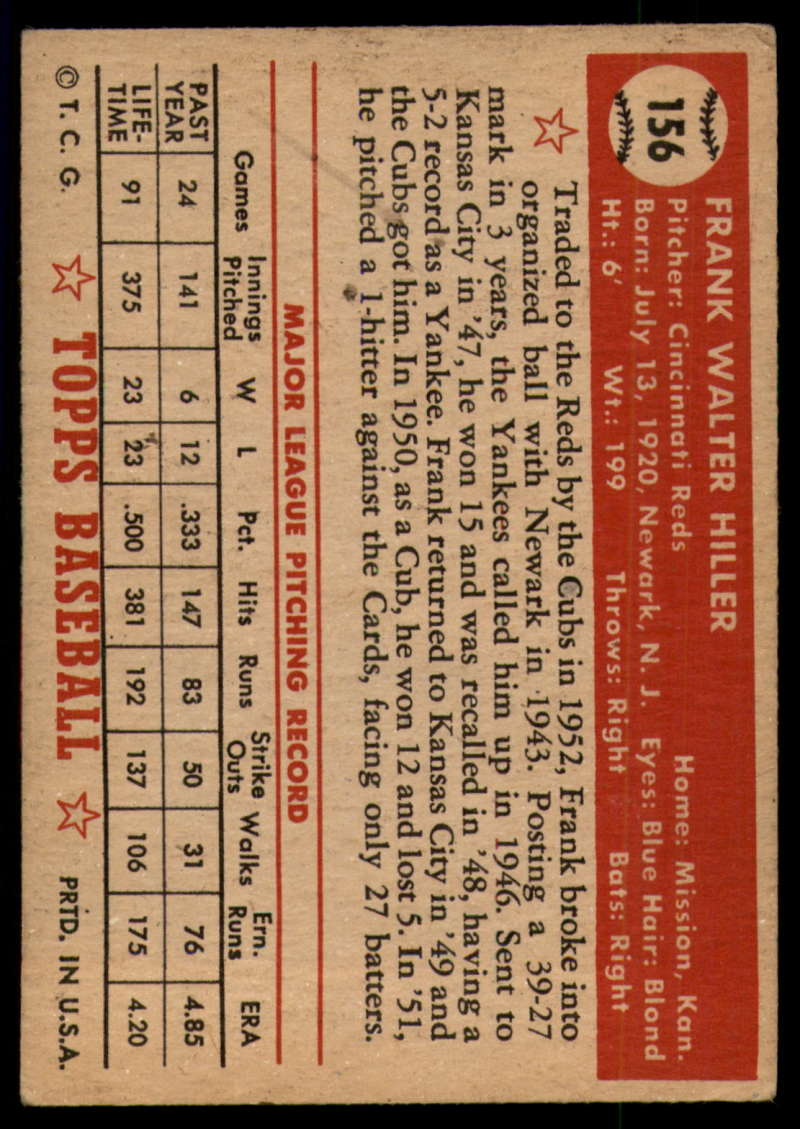 156
FRANK WALTER HILLER
Pitcher: Cincinnati Reds Home: Mission, Kan.
Born: July 13, 1920, Newark, N. J. Eyes: Blue Hair: Blond
Ht.: 6' Wt.: 199 Throws: Right Bats: Right
Traded to the Reds by the Cubs in 1952, Frank broke into
organized ball with Newark in 1943. Posting a 39-27
mark in 3 years, the Yankees called him up in 1946. Sent to
Kansas City in '47, he won 15 and was recalled in '48, having a
5-2 record as a Yankee. Frank returned to Kansas City in '49 and
the Cubs got him. In 1950, as a Cub, he won 12 and lost 5. In '51,
he pitched a 1-hitter against the Cards, facing only 27 batters.
MAJOR LEAGUE PITCHING RECORD
Games Innings Pitched W L Pct. Hits Runs Strike Outs Walks Ern. Runs ERA
PAST YEAR 24 141 6 12 .333 147 83 50 31 76 4.85
LIFE-TIME 91 375 23 23 .500 381 192 137 106 175 4.20
© T. C. G. TOPPS BASEBALL PRTD. IN U.S.A.